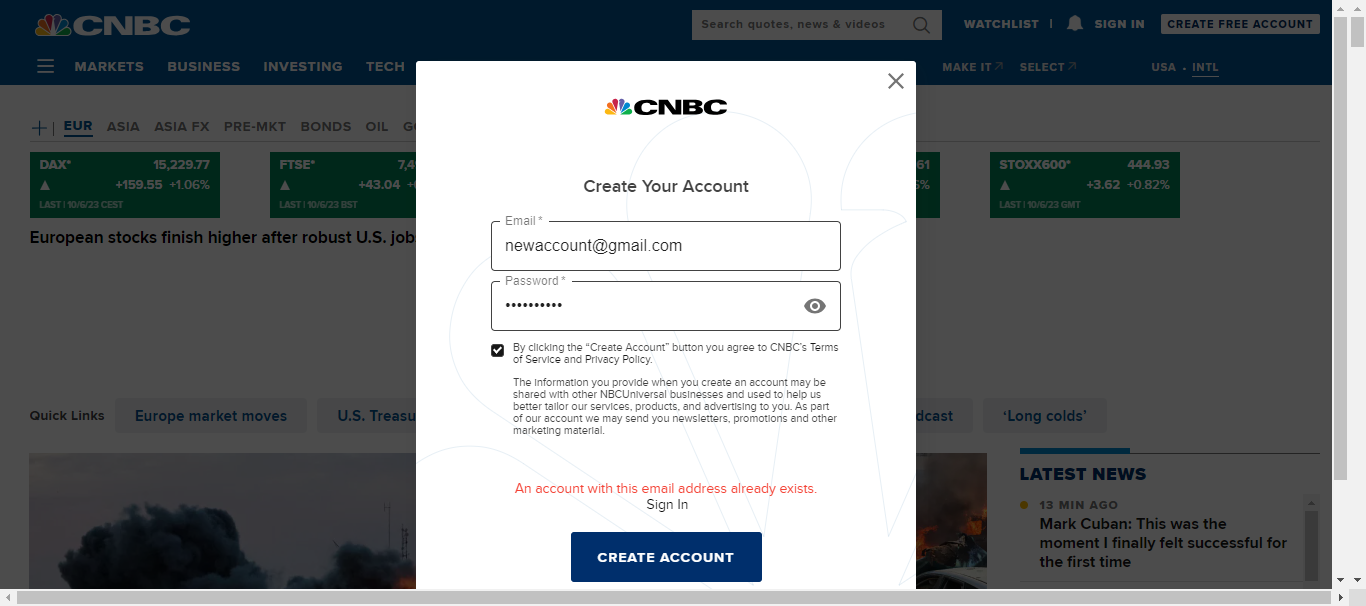 CNBC
Search quotes, news & videos
WATCHLIST | SIGN IN
CREATE FREE ACCOUNT
MARKETS BUSINESS INVESTING TECH
MAKE IT SELECT USA • INTL
CNBC
+ | EUR ASIA ASIA FX PRE-MKT BONDS OIL
DAX* 15,229.77
+159.55 +1.06%
LAST | 10/6/23 CEST
FTSE* 7,4
+43.04
LAST | 10/6/23 BST
61
%
STOXX600* 444.93
+3.62 +0.82%
LAST | 10/6/23 GMT
European stocks finish higher after robust U.S. job
Create Your Account
Email *
newaccount@gmail.com
Password *
••••••••••
By clicking the “Create Account” button you agree to CNBC’s Terms
of Service and Privacy Policy.
The information you provide when you create an account may be
shared with other NBCUniversal businesses and used to help us
better tailor our services, products, and advertising to you. As part
of our account we may send you newsletters, promotions and other
marketing material.
An account with this email address already exists.
Sign In
CREATE ACCOUNT
Quick Links
Europe market moves
U.S. Treasu
dcast
‘Long colds’
LATEST NEWS
13 MIN AGO
Mark Cuban: This was the
moment I finally felt successful for
the first time